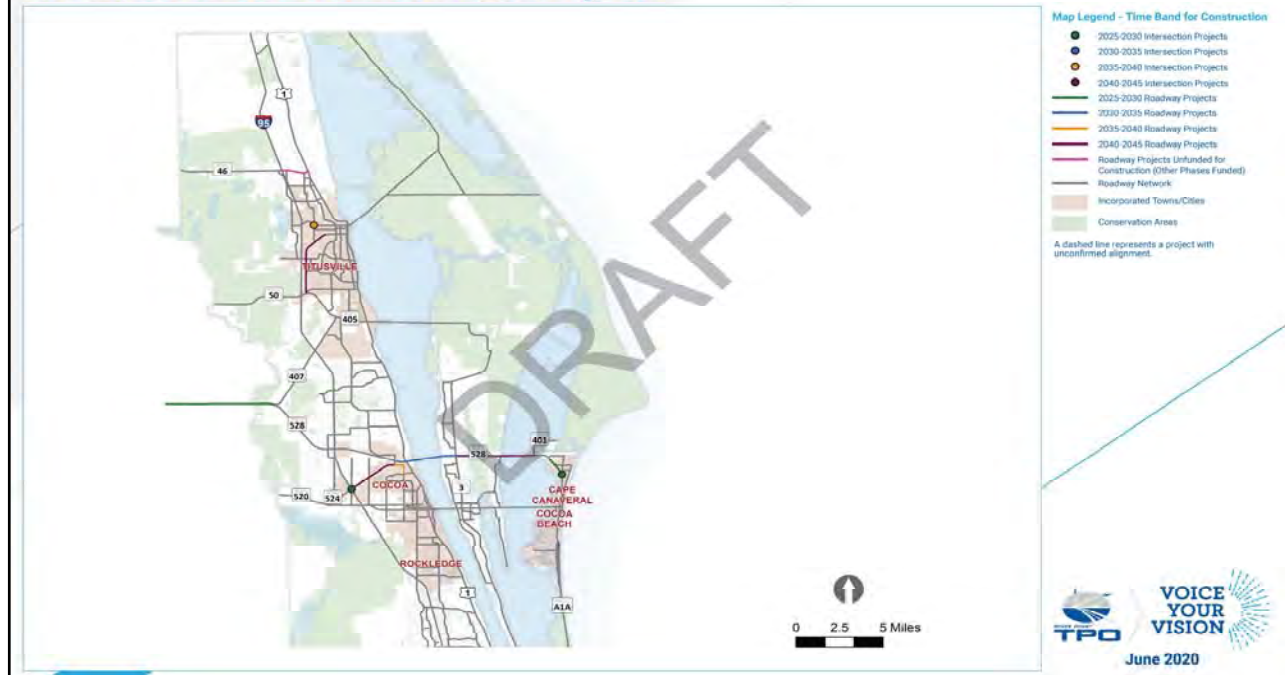 Map Legend - Time Band for Construction
2025-2030 Intersection Projects
2030-2035 Intersection Projects
2035-2040 Intersection Projects
2040-2045 Intersection Projects
2025-2030 Roadway Projects
2030-2035 Roadway Projects
2035-2040 Roadway Projects
2040-2045 Roadway Projects
Roadway Projects Unfunded for
Construction (Other Phases Funded)
Roadway Network
Incorporated Towns/Cities
Conservation Areas
A dashed line represents a project with
unconfirmed alignment.
1
95
46
TITUSVILLE
50
405
407
528
401
528
3
COCOA
520
524
CAPE
CANAVERAL
COCOA
BEACH
ROCKLEDGE
1
A1A
DRAFT
0 2.5 5 Miles
TPO
VOICE
YOUR
VISION
June 2020